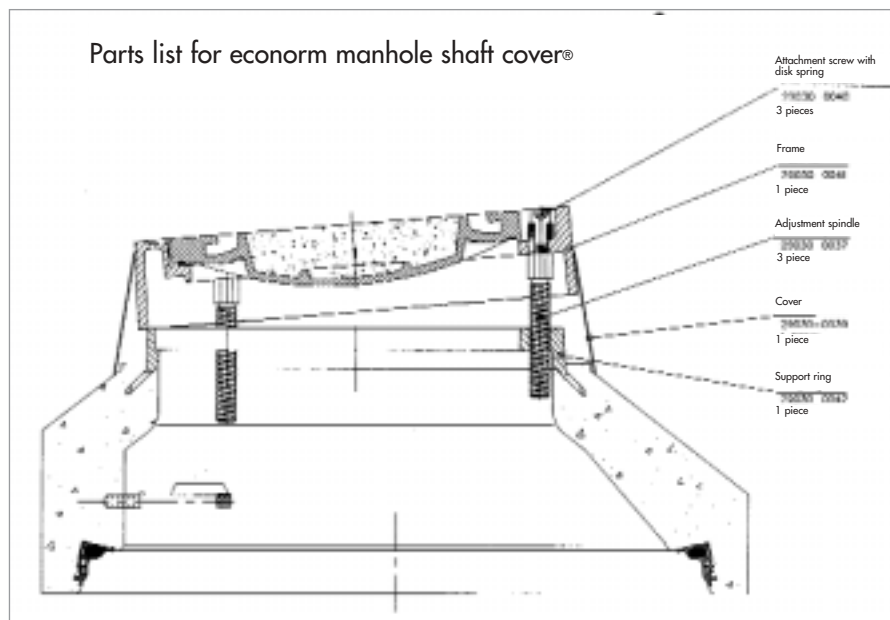 Parts list for econorm manhole shaft cover®
Attachment screw with
disk spring
3 pieces
Frame
1 piece
Adjustment spindle
3 piece
Cover
1 piece
Support ring
1 piece